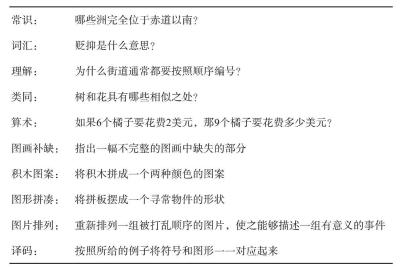 常识： 哪些洲完全位于赤道以南？
词汇： 贬抑是什么意思？
理解： 为什么街道通常都要按照顺序编号？
类同： 树和花具有哪些相似之处？
算术： 如果6个橘子要花费2美元，那9个橘子要花费多少美元？
图画补缺： 指出一幅不完整的图画中缺失的部分
积木图案： 将积木拼成一个两种颜色的图案
图形拼凑： 将拼板摆成一个寻常物件的形状
图片排列： 重新排列一组被打乱顺序的图片，使之能够描述一组有意义的事件
译码： 按照所给的例子将符号和图形一一对应起来